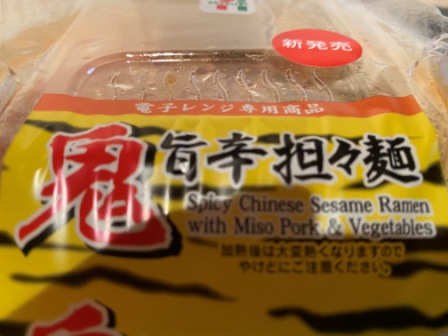 新発売
電子レンジ専用商品
鬼旨辛担々麺
Spicy Chinese Sesame Ramen
with Miso Pork & Vegetables
加熱後は大変熱くなりますので
やけどにご注意ください。